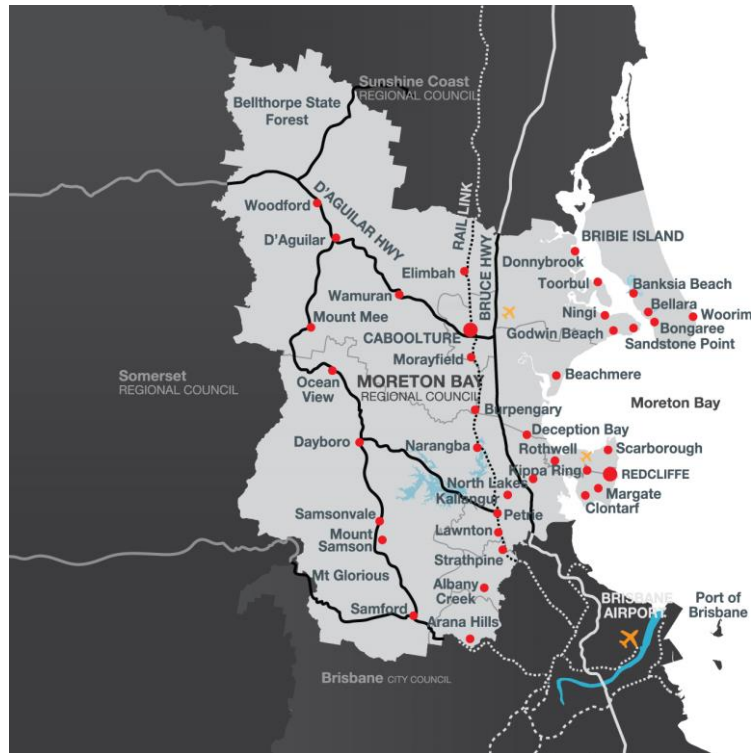 Sunshine Coast
REGIONAL COUNCIL
Bellthorpe State
Forest
D'AGUILAR HWY
RAIL LINK
BRUCE HWY
Woodford
D'Aguilar
BRIBIE ISLAND
Donnybrook
Elimbah
Toorbul
Banksia Beach
Wamuran
Bellara
Ningi
Woorim
Mount Mee
CABOOLTURE
Godwin Beach
Bongaree
Sandstone Point
Morayfield
Somerset
REGIONAL COUNCIL
Ocean
View
MORETON BAY
REGIONAL COUNCIL
Beachmere
Moreton Bay
Burpengary
Deception Bay
Dayboro
Narangba
Rothwell
Scarborough
Kippa Ring
REDCLIFFE
North Lakes
Kallangur
Margate
Clontarf
Petrie
Samsonvale
Mount
Samson
Lawnton
Strathpine
Mt Glorious
Albany
Creek
BRISBANE
AIRPORT
Port of
Brisbane
Samford
Arana Hills
Brisbane CITY COUNCIL